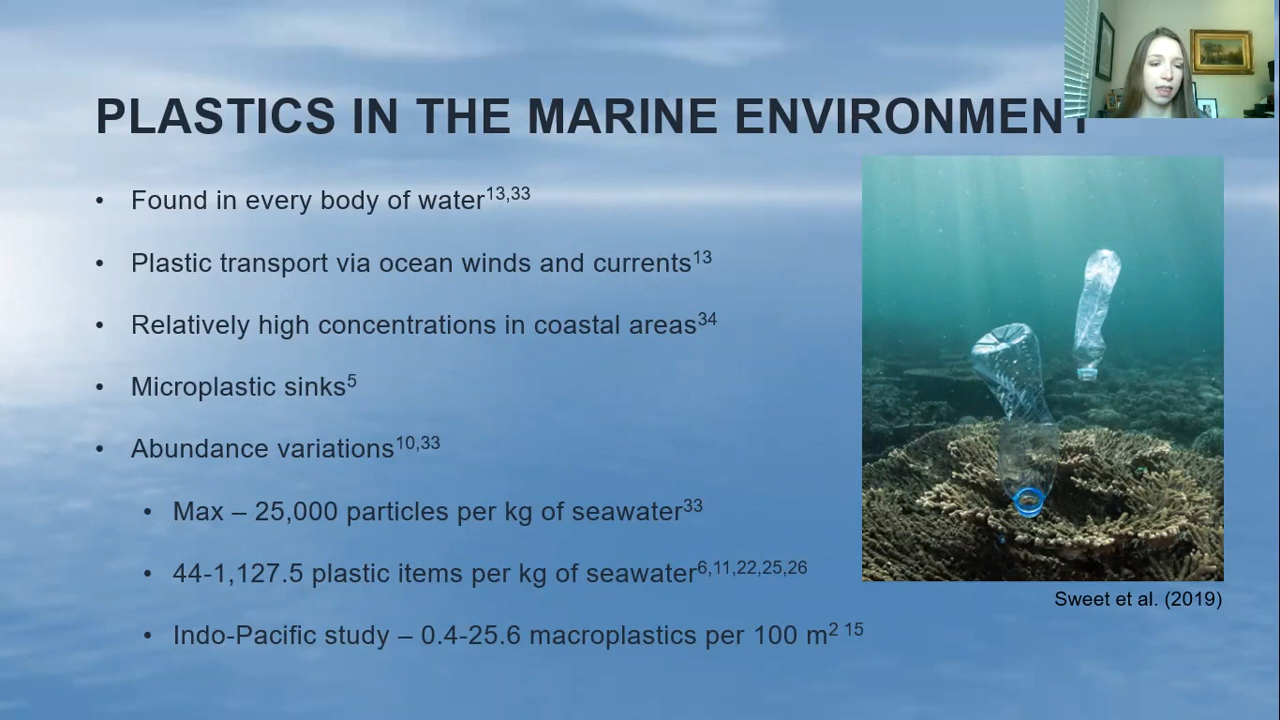 PLASTICS IN THE MARINE ENVIRONMENT
• Found in every body of water13,33
• Plastic transport via ocean winds and currents13
• Relatively high concentrations in coastal areas34
• Microplastic sinks5
• Abundance variations10,33
• Max – 25,000 particles per kg of seawater33
• 44-1,127.5 plastic items per kg of seawater6,11,22,25,26
• Indo-Pacific study – 0.4-25.6 macroplastics per 100 m2 15
Sweet et al. (2019)